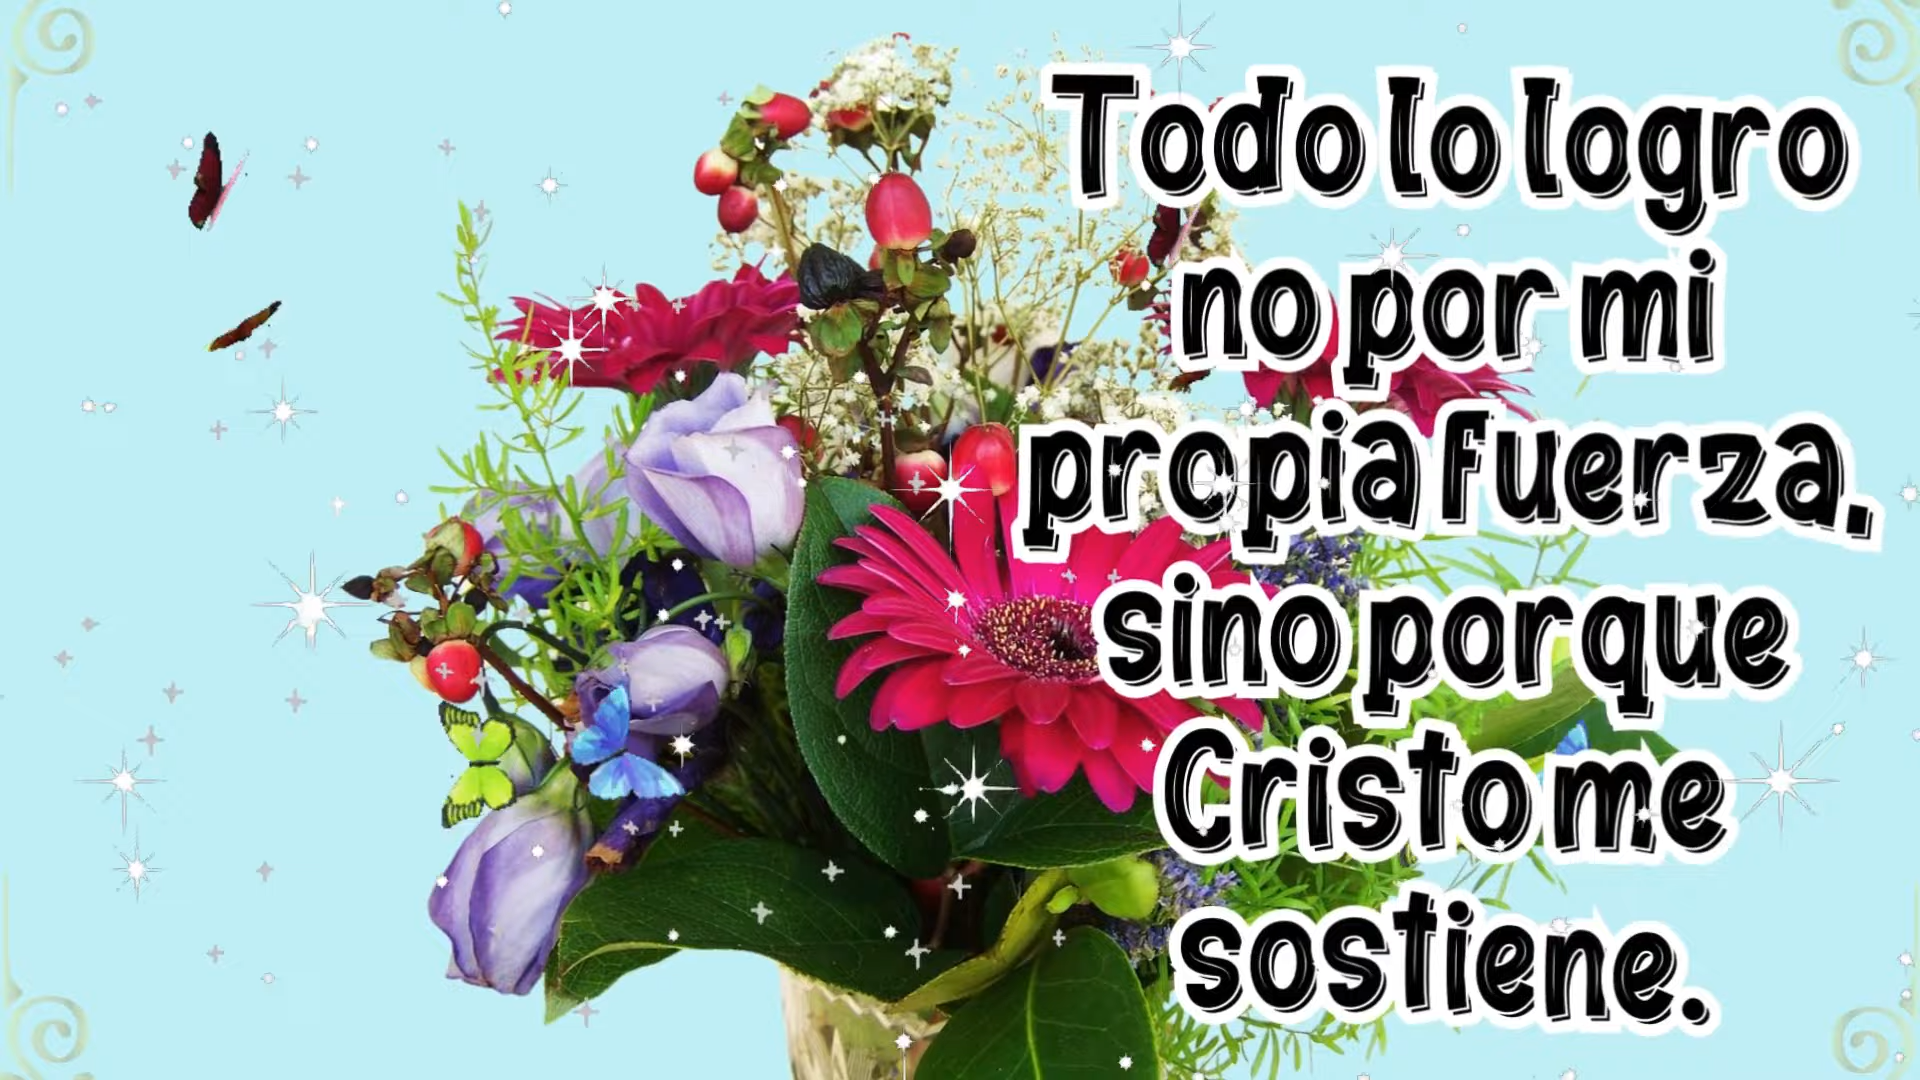 Todo lo logro
no por mi
propia fuerza.
sino porque
Cristo me
sostiene.